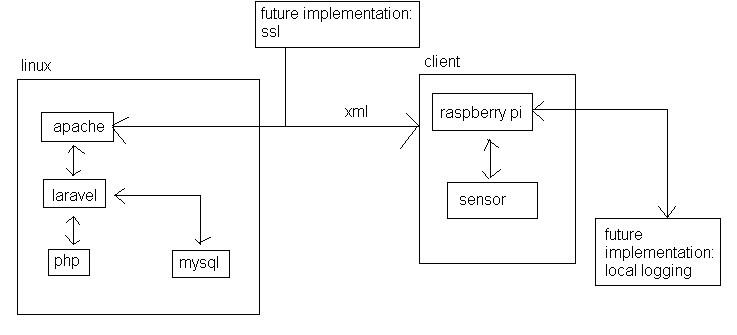 future implementation:
ssl
linux
client
apache
xml
raspberry pi
laravel
sensor
php
mysql
future
implementation:
local logging